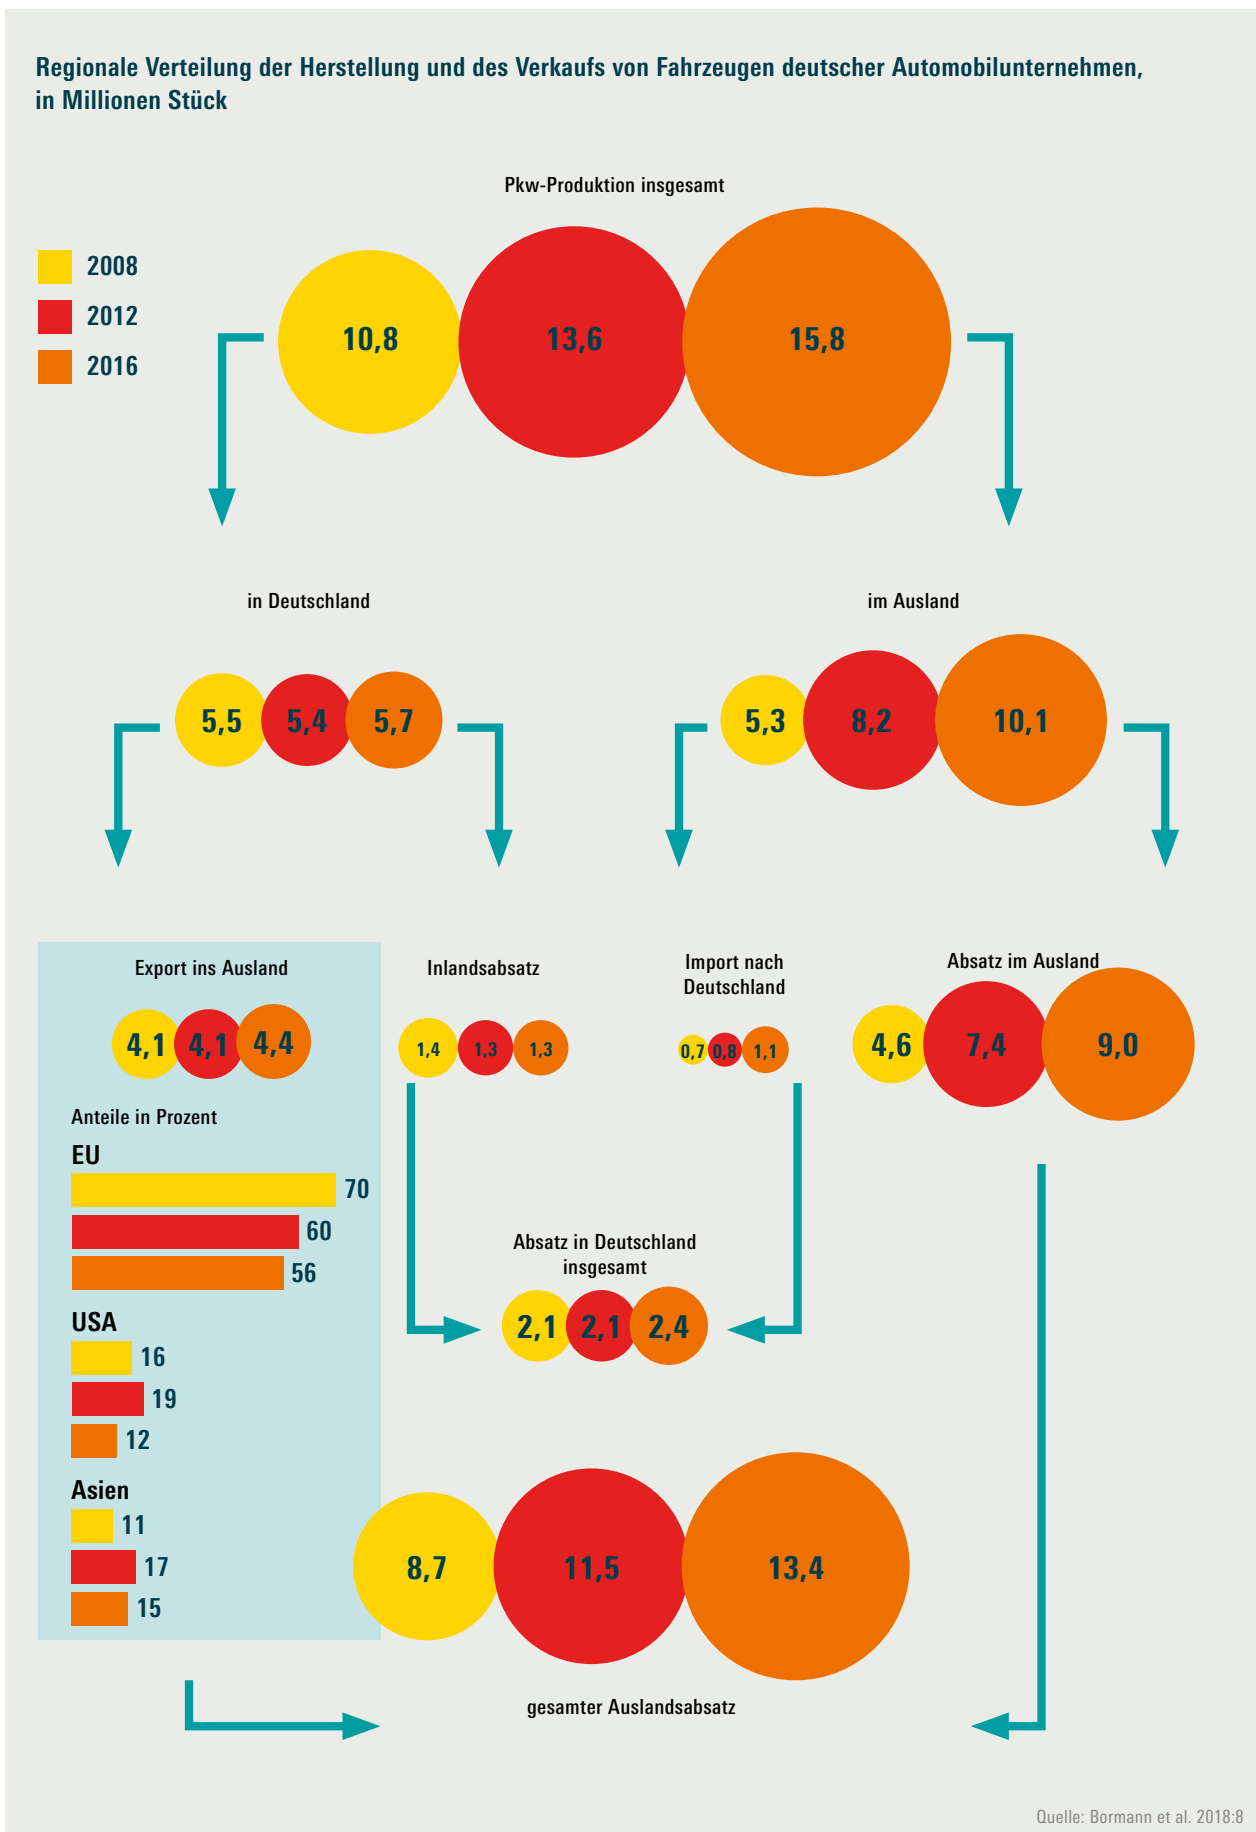 Regionale Verteilung der Herstellung und des Verkaufs von Fahrzeugen deutscher Automobilunternehmen,
in Millionen Stück
Pkw-Produktion insgesamt
2008
2012
2016
10,8
13,6
15,8
in Deutschland
im Ausland
5,5
5,4
5,7
5,3
8,2
10,1
Export ins Ausland
4,1
4,1
4,4
Inlandsabsatz
1,4
1,3
1,3
Import nach
Deutschland
0,7
0,8
1,1
Absatz im Ausland
4,6
7,4
9,0
Anteile in Prozent
EU
70
60
56
USA
16
19
12
Asien
11
17
15
Absatz in Deutschland
insgesamt
2,1
2,1
2,4
8,7
11,5
13,4
gesamter Auslandsabsatz
Quelle: Bormann et al. 2018:8